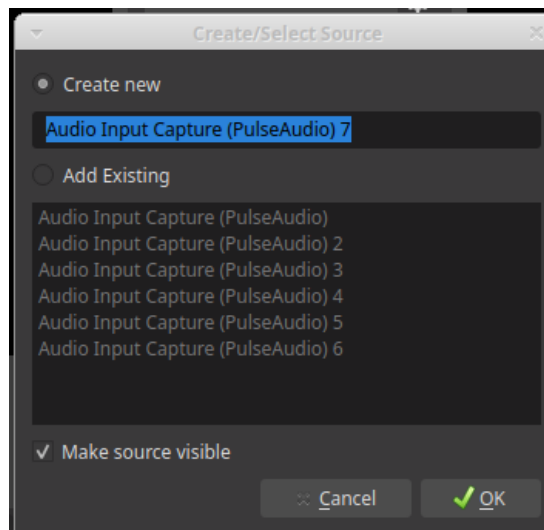 Create/Select Source
Create new
Audio Input Capture (PulseAudio) 7
Add Existing
Audio Input Capture (PulseAudio)
Audio Input Capture (PulseAudio) 2
Audio Input Capture (PulseAudio) 3
Audio Input Capture (PulseAudio) 4
Audio Input Capture (PulseAudio) 5
Audio Input Capture (PulseAudio) 6
Make source visible
Cancel OK